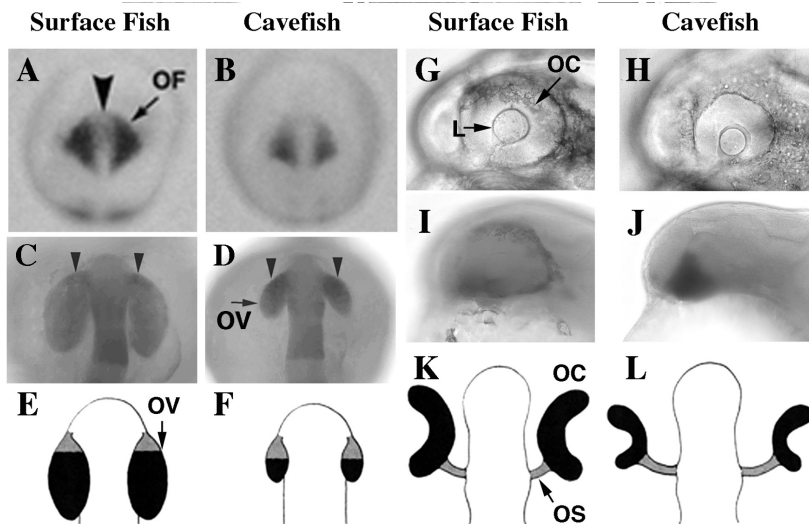 Surface Fish Cavefish Surface Fish Cavefish
A OF B G OC H
L
C D I J
OV
E OV F K OC L
OS